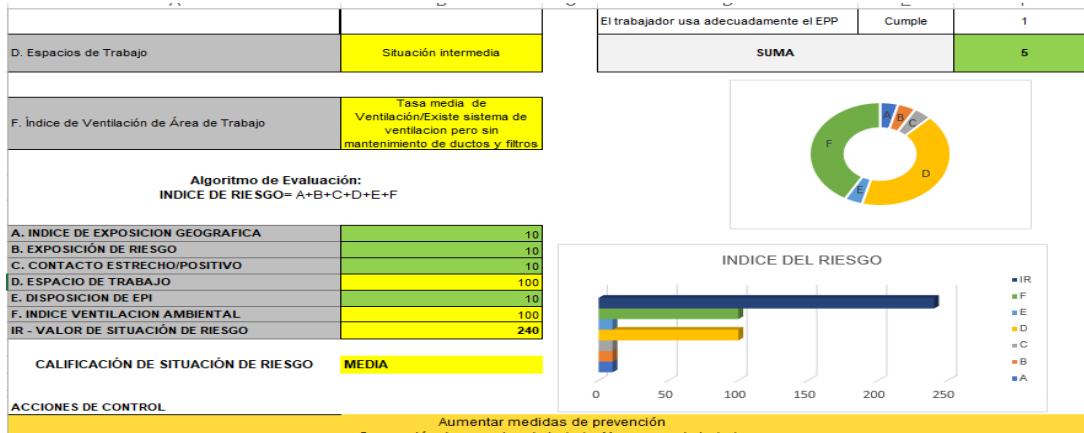 El trabajador usa adecuadamente el EPP Cumple 1
D. Espacios de Trabajo Situación intermedia
SUMA 5
F. Índice de Ventilación de Área de Trabajo
Tasa media de
Ventilación/Existe sistema de
ventilacion pero sin
mantenimiento de ductos y filtros
A B C D E F
Algoritmo de Evaluación:
INDICE DE RIESGO= A+B+C+D+E+F
A. INDICE DE EXPOSICION GEOGRAFICA 10
B. EXPOSICIÓN DE RIESGO 10
C. CONTACTO ESTRECHO/POSITIVO 10
D. ESPACIO DE TRABAJO 100
E. DISPOSICION DE EPI 10
F. INDICE VENTILACION AMBIENTAL 100
IR - VALOR DE SITUACIÓN DE RIESGO 240
CALIFICACIÓN DE SITUACIÓN DE RIESGO MEDIA
INDICE DEL RIESGO
IR
F
E
D
C
B
A
0 50 100 150 200 250
ACCIONES DE CONTROL
Aumentar medidas de prevención